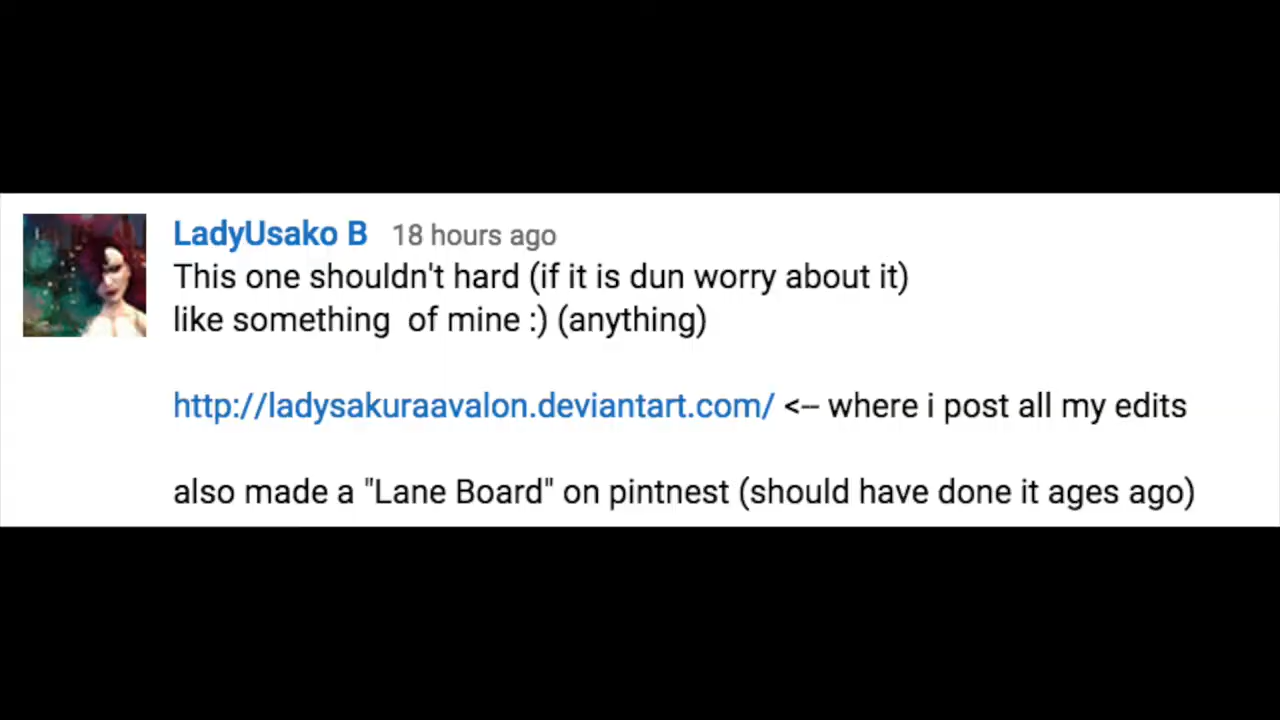 LadyUsako B 18 hours ago
This one shouldn't hard (if it is dun worry about it)
like something  of mine :) (anything)
http://ladysakuraavalon.deviantart.com/ <-- where i post all my edits
also made a "Lane Board" on pintnest (should have done it ages ago)